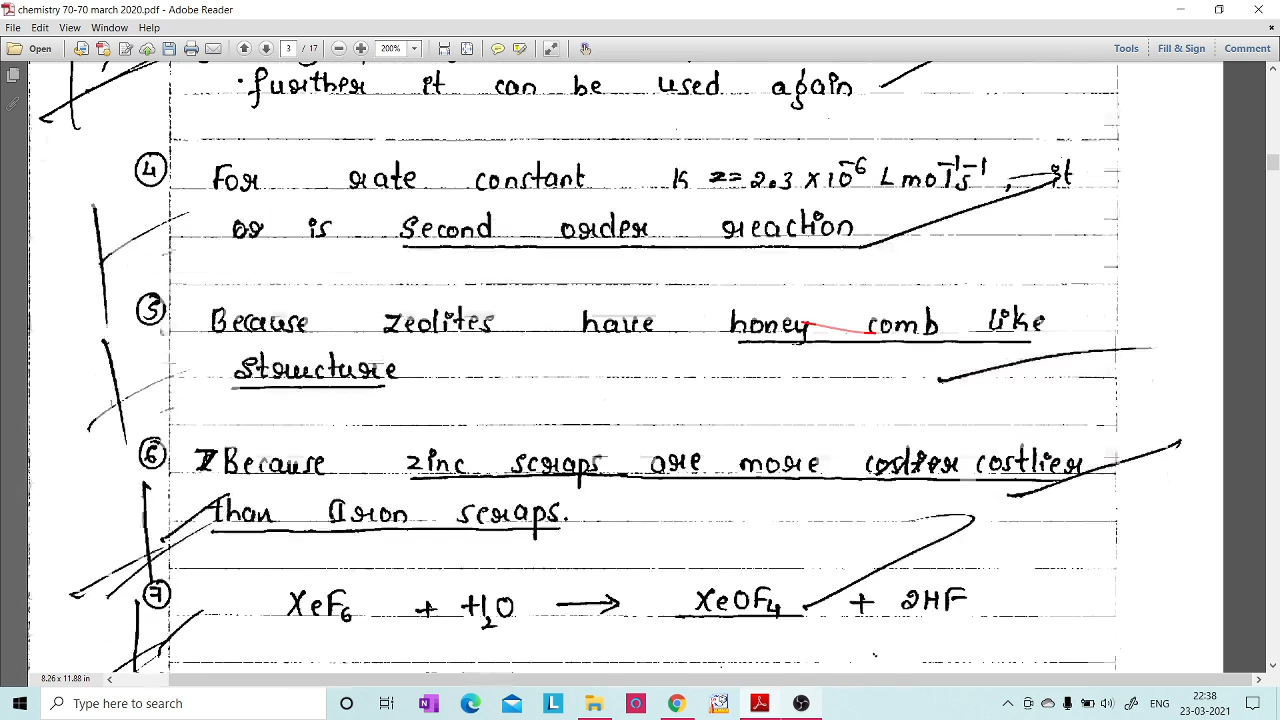 chemistry 70-70 march 2020.pdf - Adobe Reader
File Edit View Window Help
Open 3 / 17 200% Tools Fill & Sign Comment
further it can be used again
4 For rate constant K = 2.3 × 10⁻⁶ L mol⁻¹s⁻¹, it
is second order reaction
5 Because zeolites have honey comb like
structure
6 Because zinc scraps are more costlier
than iron scraps.
7 XeF₆ + H₂O → XeOF₄ + 2HF
8.26 x 11.88 in
Type here to search
ENG 22:38
23-03-2021